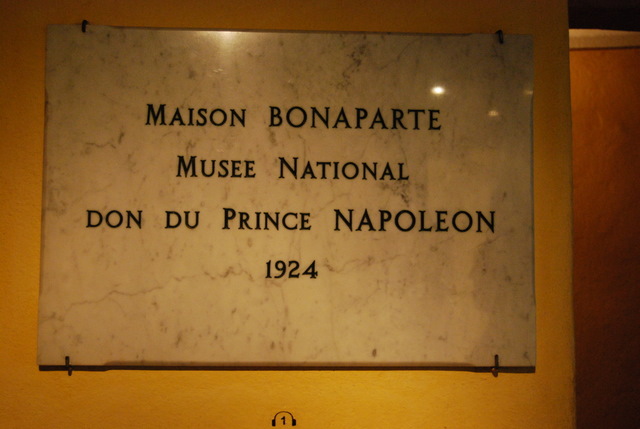 MAISON BONAPARTE
MUSEE NATIONAL
DON DU PRINCE NAPOLEON
1924
1